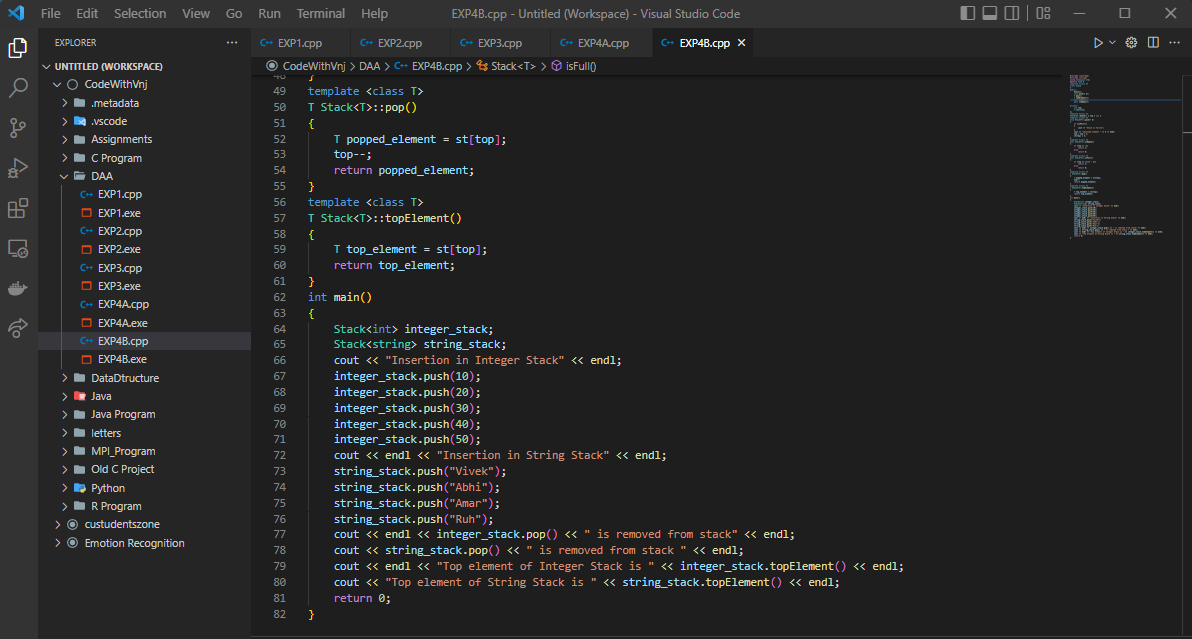 File Edit Selection View Go Run Terminal Help EXP4B.cpp - Untitled (Workspace) - Visual Studio Code
EXPLORER ···
UNTITLED (WORKSPACE)
CodeWithVnj
.metadata
.vscode
Assignments
C Program
DAA
EXP1.cpp
EXP1.exe
EXP2.cpp
EXP2.exe
EXP3.cpp
EXP3.exe
EXP4A.cpp
EXP4A.exe
EXP4B.cpp
EXP4B.exe
DataDtructure
Java
Java Program
letters
MPI_Program
Old C Project
Python
R Program
custudentszone
Emotion Recognition
EXP1.cpp EXP2.cpp EXP3.cpp EXP4A.cpp EXP4B.cpp
CodeWithVnj > DAA > EXP4B.cpp > Stack<T> > isFull()
48 }
49 template <class T>
50 T Stack<T>::pop()
51 {
52 T popped_element = st[top];
53 top--;
54 return popped_element;
55 }
56 template <class T>
57 T Stack<T>::topElement()
58 {
59 T top_element = st[top];
60 return top_element;
61 }
62 int main()
63 {
64 Stack<int> integer_stack;
65 Stack<string> string_stack;
66 cout << "Insertion in Integer Stack" << endl;
67 integer_stack.push(10);
68 integer_stack.push(20);
69 integer_stack.push(30);
70 integer_stack.push(40);
71 integer_stack.push(50);
72 cout << endl << "Insertion in String Stack" << endl;
73 string_stack.push("Vivek");
74 string_stack.push("Abhi");
75 string_stack.push("Amar");
76 string_stack.push("Ruh");
77 cout << endl << integer_stack.pop() << " is removed from stack" << endl;
78 cout << string_stack.pop() << " is removed from stack " << endl;
79 cout << endl << "Top element of Integer Stack is " << integer_stack.topElement() << endl;
80 cout << "Top element of String Stack is " << string_stack.topElement() << endl;
81 return 0;
82 }